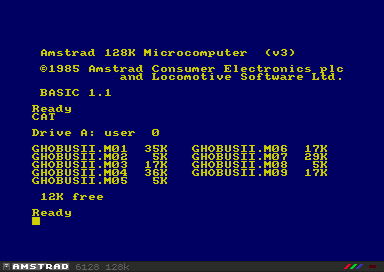 Amstrad 128K Microcomputer (v3)
©1985 Amstrad Consumer Electronics plc
and Locomotive Software Ltd.
BASIC 1.1
Ready
CAT
Drive A: user 0
GHOBUSII.M01 35K GHOBUSII.M06 17K
GHOBUSII.M02 5K GHOBUSII.M07 29K
GHOBUSII.M03 17K GHOBUSII.M08 5K
GHOBUSII.M04 36K GHOBUSII.M09 17K
GHOBUSII.M05 5K
12K free
Ready
AMSTRAD 6128 128k